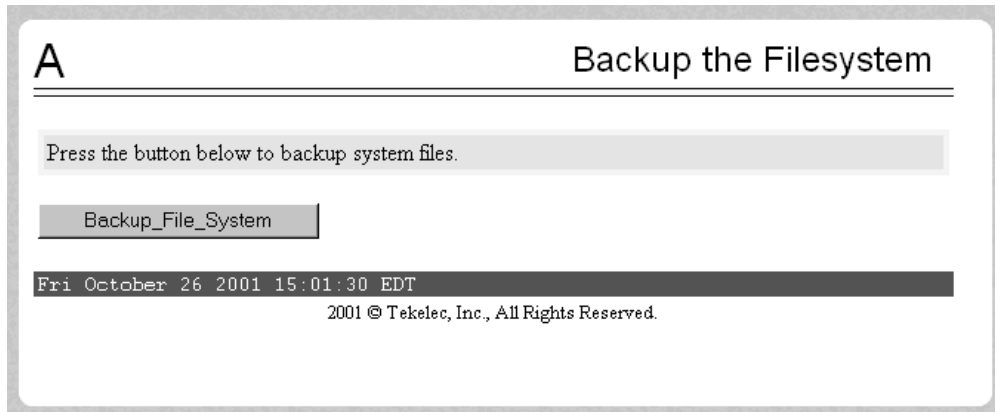 A
Backup the Filesystem
Press the button below to backup system files.
Backup_File_System
Fri October 26 2001 15:01:30 EDT
2001 © Tekelec, Inc., All Rights Reserved.